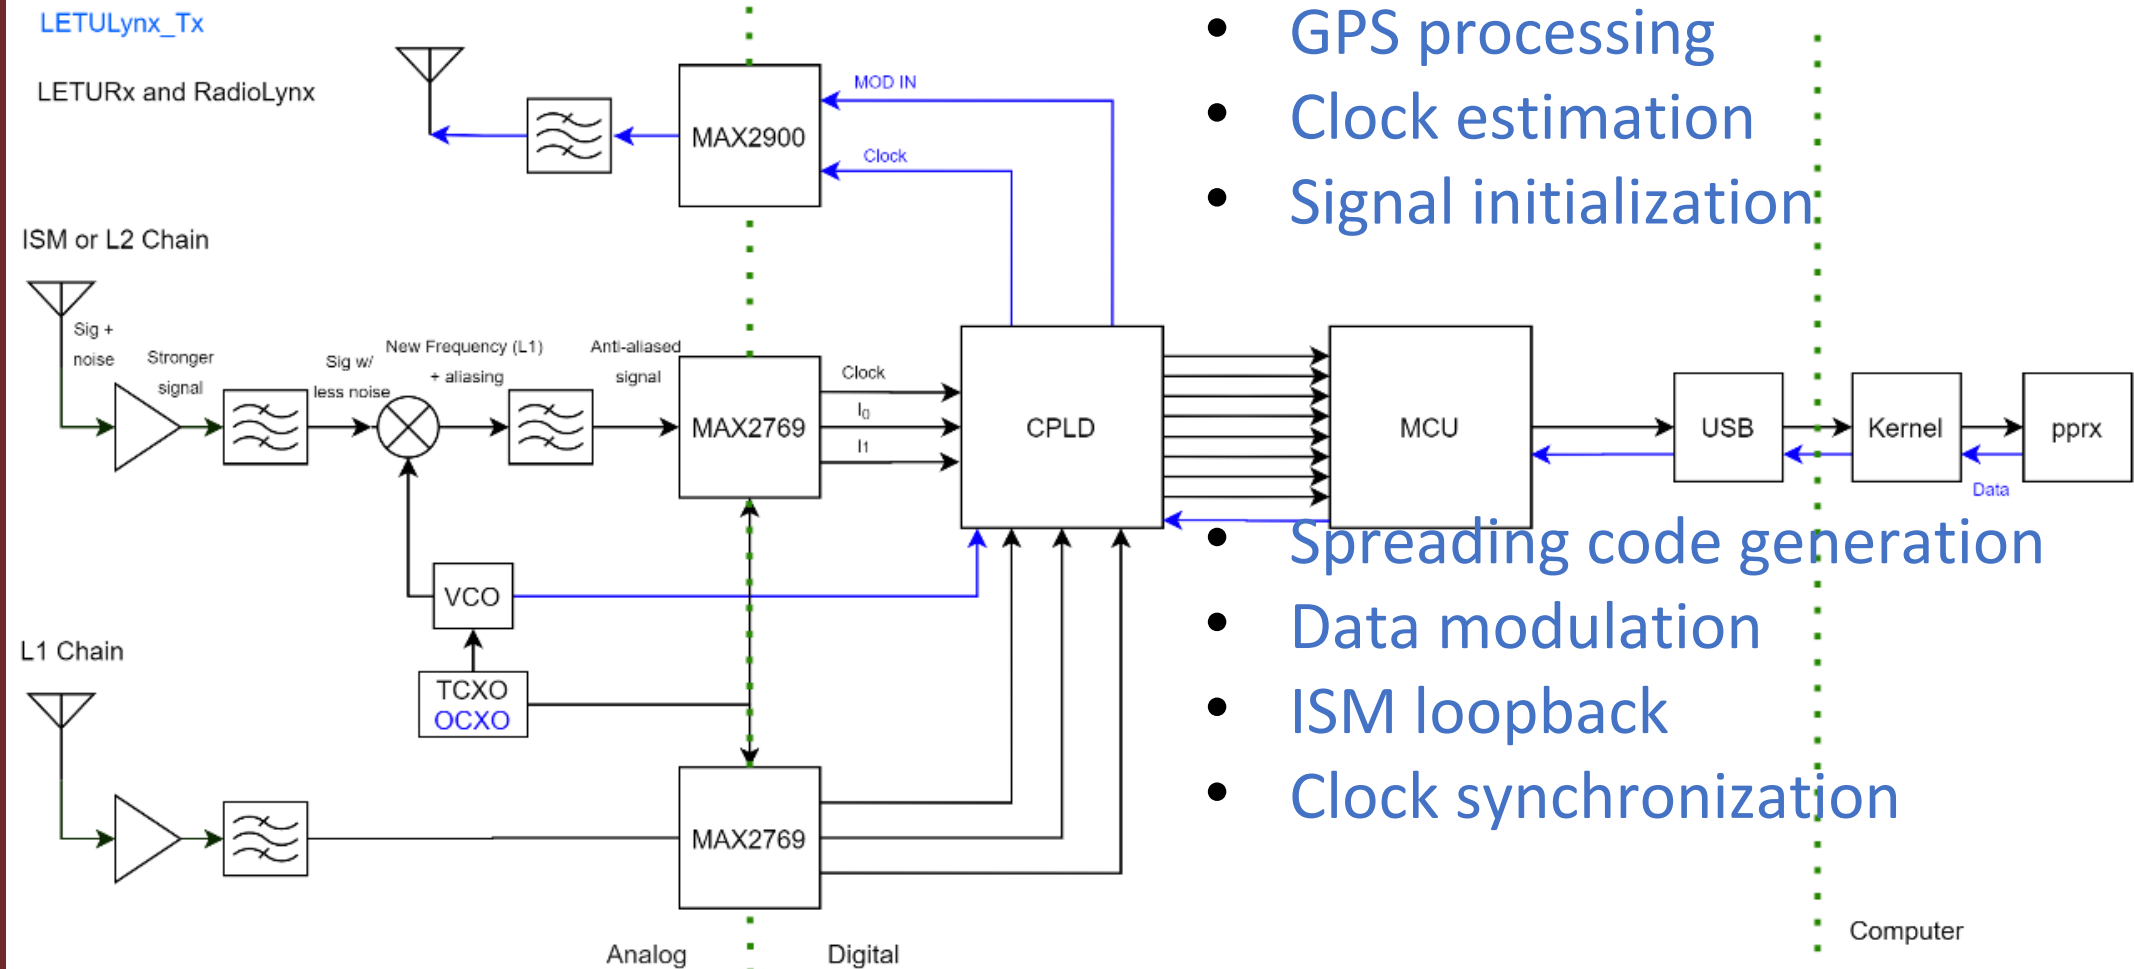 LETULynx_Tx
LETURx and RadioLynx
MAX2900
MOD IN
Clock
• GPS processing
• Clock estimation
• Signal initialization
ISM or L2 Chain
Sig +
noise
Stronger
signal
Sig w/
less noise
New Frequency (L1)
+ aliasing
Anti-aliased
signal
MAX2769
Clock
I0
I1
CPLD
MCU
USB
Kernel
pprx
Data
VCO
TCXO
OCXO
• Spreading code generation
• Data modulation
• ISM loopback
• Clock synchronization
L1 Chain
MAX2769
Analog
Digital
Computer